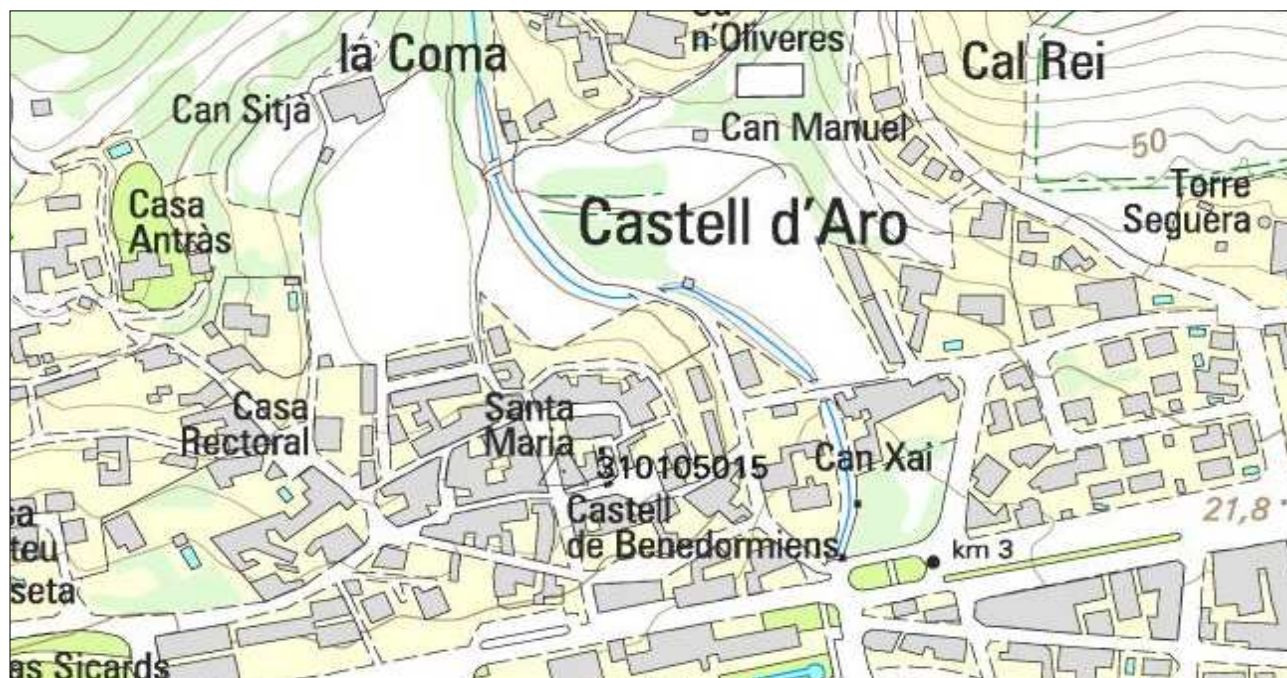 n'Oliveres
la Coma
Cal Rei
Can Sitjà
Can Manuel
50
Torre
Seguera
Casa
Antràs
Castell d'Aro
Casa
Rectoral
Santa
Maria
310105015
Can Xai
Castell
de Benedormiens
21,8
km 3
teu
seta
as Sicards